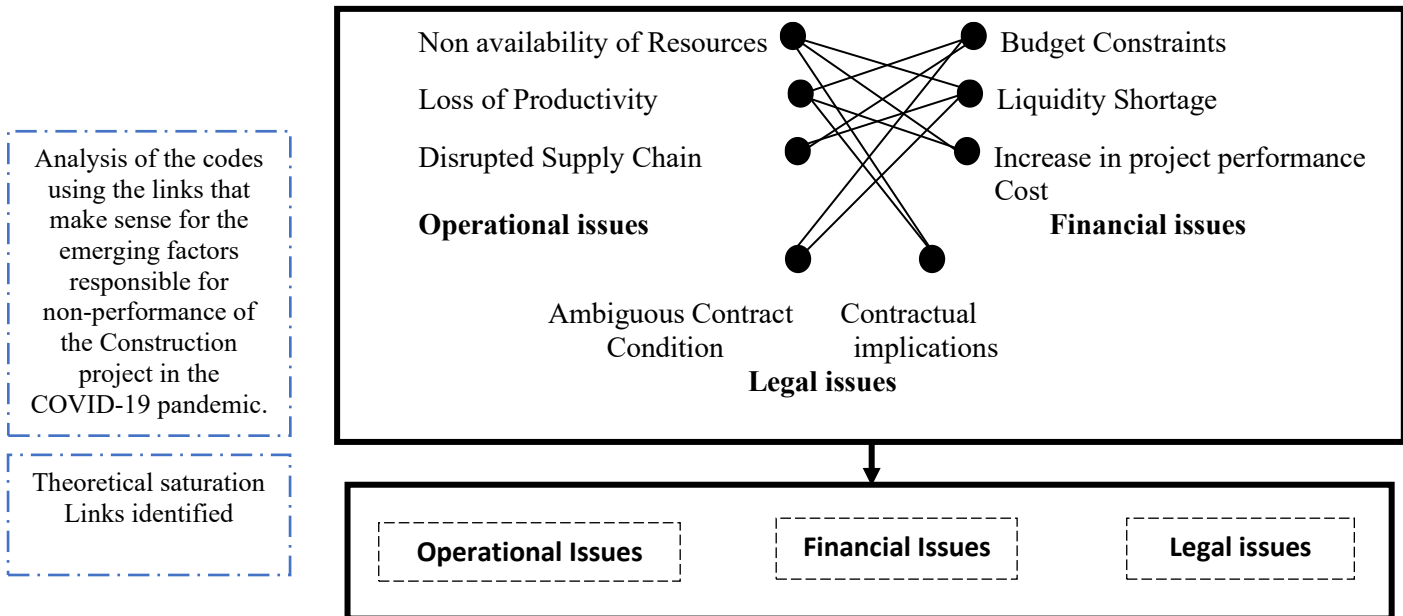 Analysis of the codes
using the links that
make sense for the
emerging factors
responsible for
non-performance of
the Construction
project in the
COVID-19 pandemic.
Theoretical saturation
Links identified
Non availability of Resources
Loss of Productivity
Disrupted Supply Chain
Operational issues
Budget Constraints
Liquidity Shortage
Increase in project performance
Cost
Financial issues
Ambiguous Contract
Condition
Contractual
implications
Legal issues
Operational Issues
Financial Issues
Legal issues